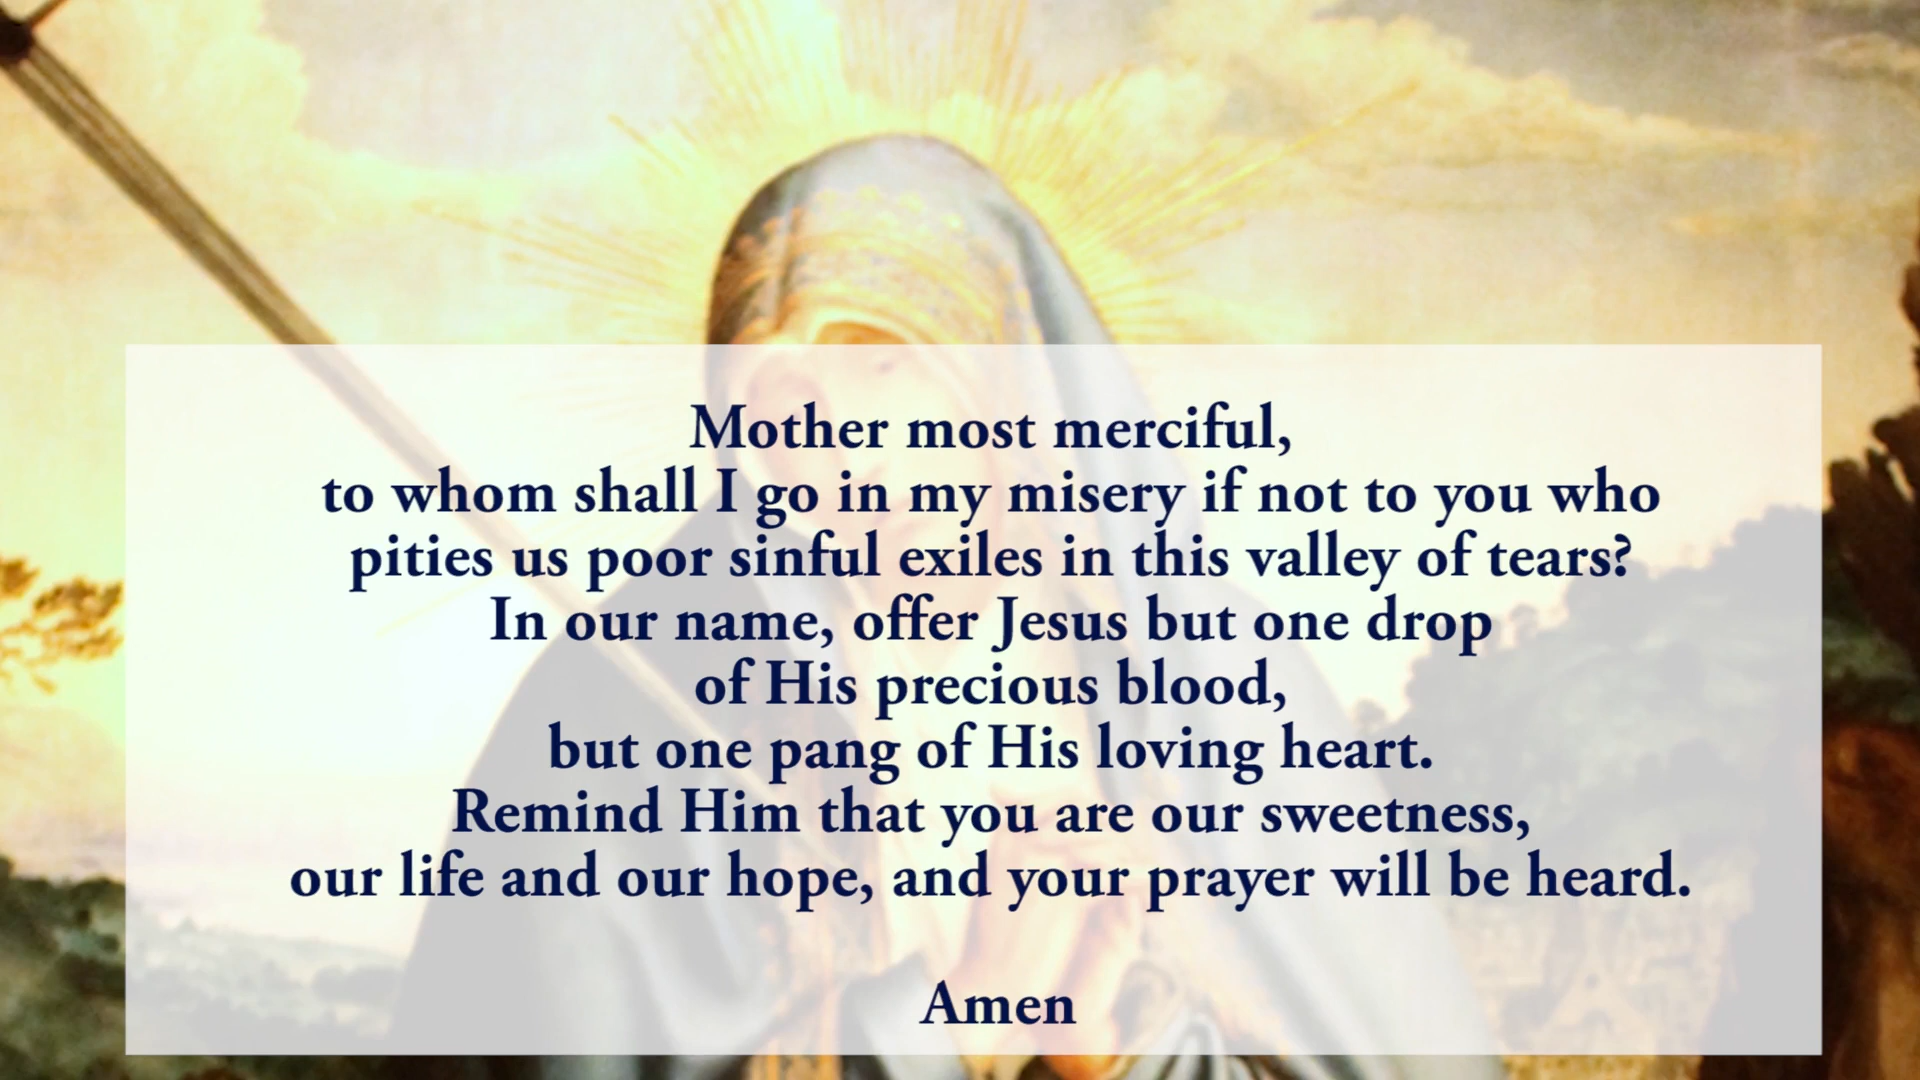 Mother most merciful,
to whom shall I go in my misery if not to you who
pities us poor sinful exiles in this valley of tears?
In our name, offer Jesus but one drop
of His precious blood,
but one pang of His loving heart.
Remind Him that you are our sweetness,
our life and our hope, and your prayer will be heard.
Amen